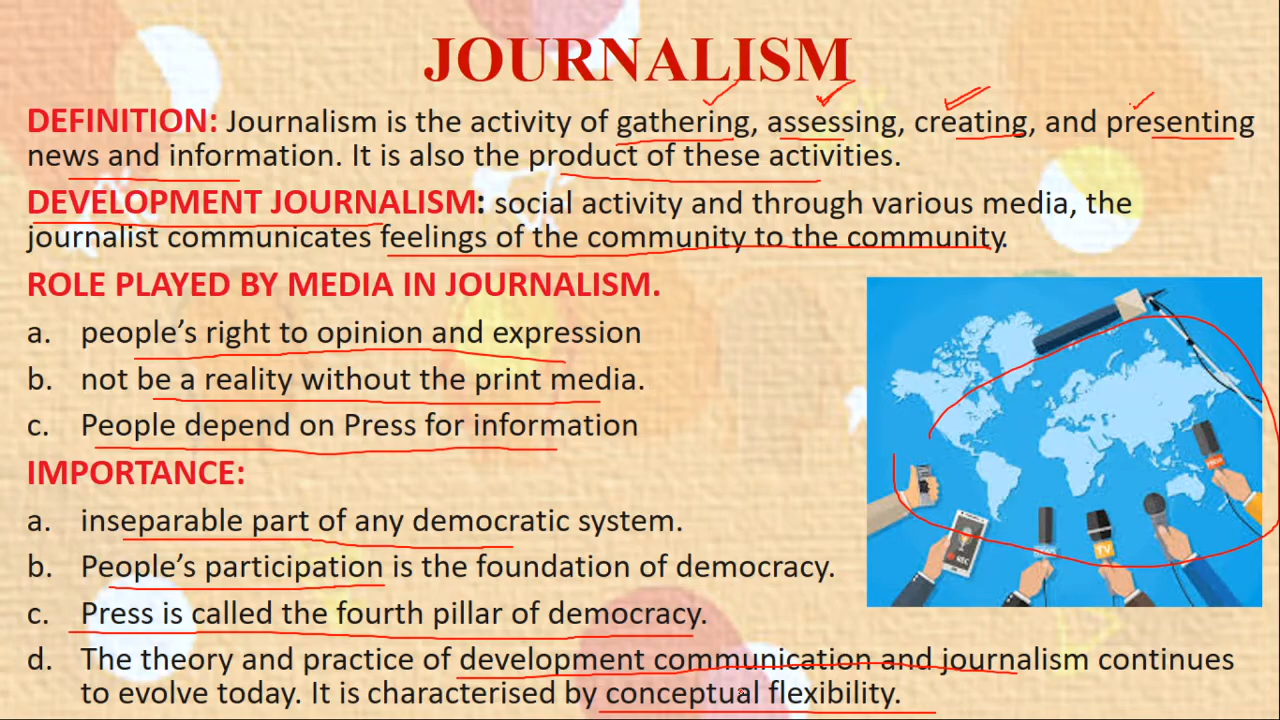 JOURNALISM
DEFINITION: Journalism is the activity of gathering, assessing, creating, and presenting
news and information. It is also the product of these activities.
DEVELOPMENT JOURNALISM: social activity and through various media, the
journalist communicates feelings of the community to the community.
ROLE PLAYED BY MEDIA IN JOURNALISM.
a. people’s right to opinion and expression
b. not be a reality without the print media.
c. People depend on Press for information
IMPORTANCE:
a. inseparable part of any democratic system.
b. People’s participation is the foundation of democracy.
c. Press is called the fourth pillar of democracy.
d. The theory and practice of development communication and journalism continues
to evolve today. It is characterised by conceptual flexibility.
REC
TV